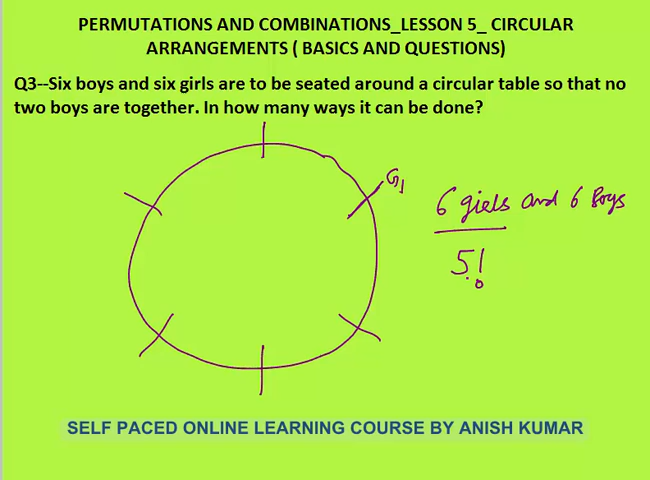 PERMUTATIONS AND COMBINATIONS_LESSON 5_ CIRCULAR
ARRANGEMENTS ( BASICS AND QUESTIONS)
Q3--Six boys and six girls are to be seated around a circular table so that no
two boys are together. In how many ways it can be done?
G1
6 girls and 6 Boys
5!
SELF PACED ONLINE LEARNING COURSE BY ANISH KUMAR